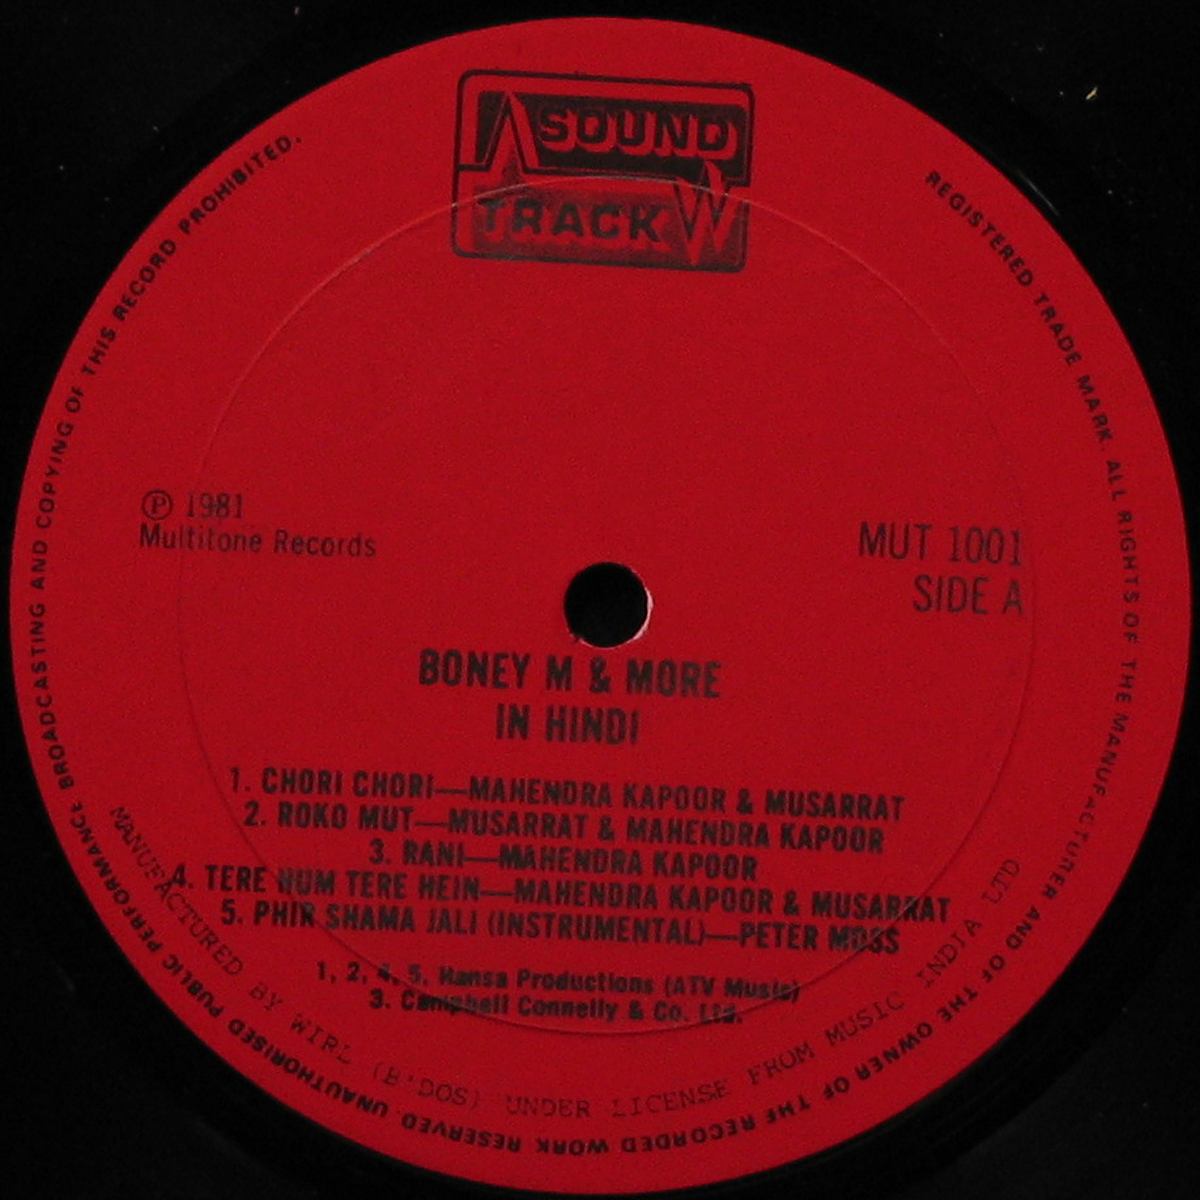 SOUND
TRACK
REGISTERED TRADE MARK. ALL RIGHTS OF THE MANUFACTURER AND OF THE OWNER OF THE RECORDED WORK RESERVED. UNAUTHORISED PUBLIC PERFORMANCE BROADCASTING AND COPYING OF THIS RECORD PROHIBITED.
℗ 1981
Multitone Records
MUT 1001
SIDE A
BONEY M & MORE
IN HINDI
1. CHORI CHORI—MAHENDRA KAPOOR & MUSARRAT
2. ROKO MUT—MUSARRAT & MAHENDRA KAPOOR
3. RANI—MAHENDRA KAPOOR
4. TERE HUM TERE HEIN—MAHENDRA KAPOOR & MUSARRAT
5. PHIR SHAMA JALI (INSTRUMENTAL)—PETER MOSS
1, 2, 4, 5. Hansa Productions (ATV Music)
3. Campbell Connelly & Co. Ltd.
MANUFACTURED BY WIRL (B'DOS) UNDER LICENSE FROM MUSIC INDIA LTD